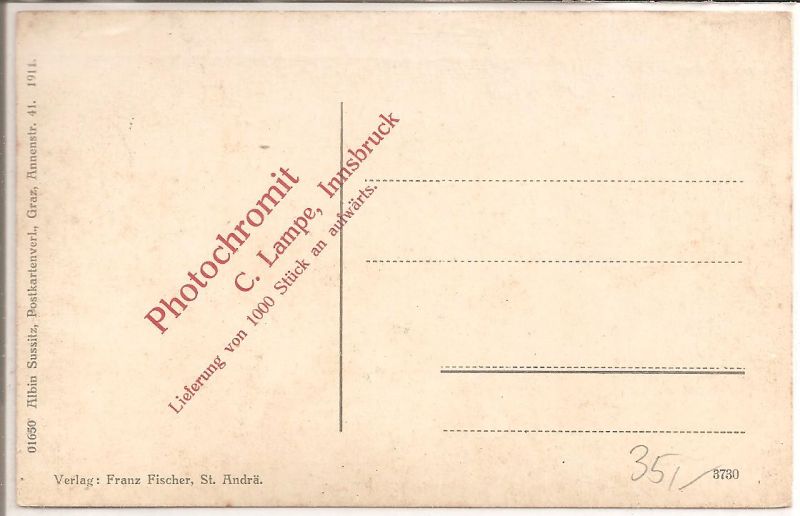 01650 Albin Sussitz, Postkartenverl., Graz, Annenstr. 41. 1911.
Photochromit
C. Lampe, Innsbruck
Lieferung von 1000 Stück an aufwärts.
Verlag: Franz Fischer, St. Andrä.
35,-
3730